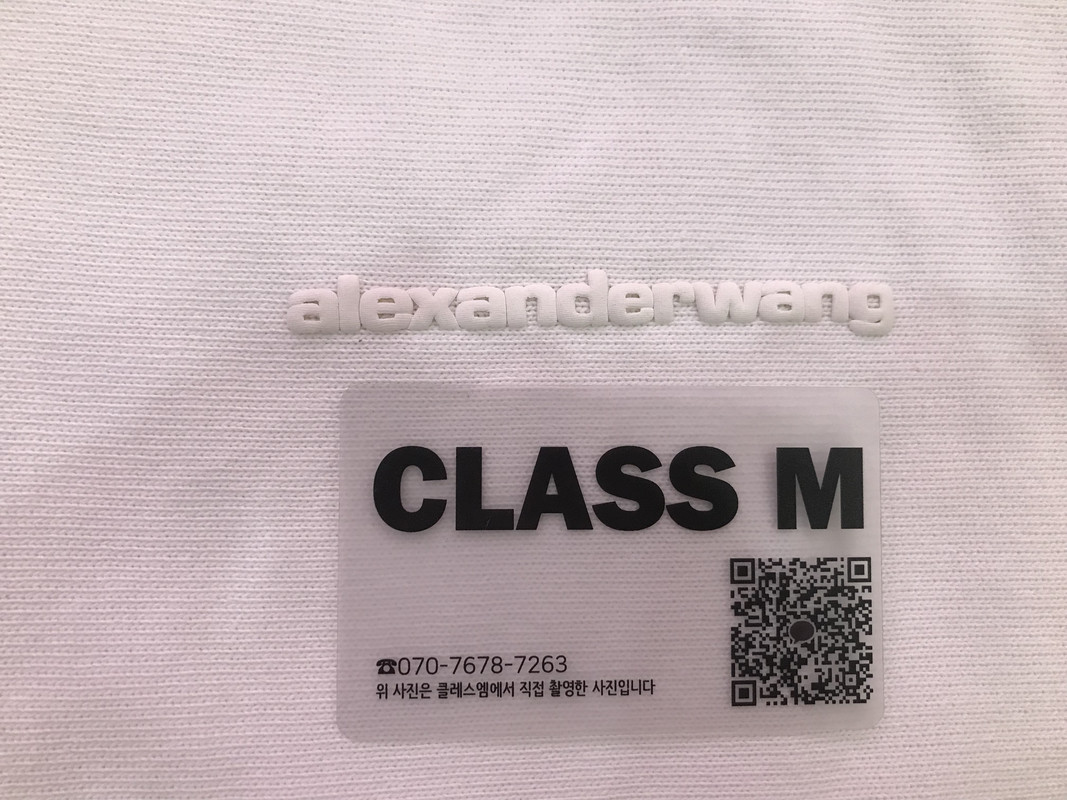 alexanderwang
CLASS M
☎070-7678-7263
위 사진은 클레스엠에서 직접 촬영한 사진입니다